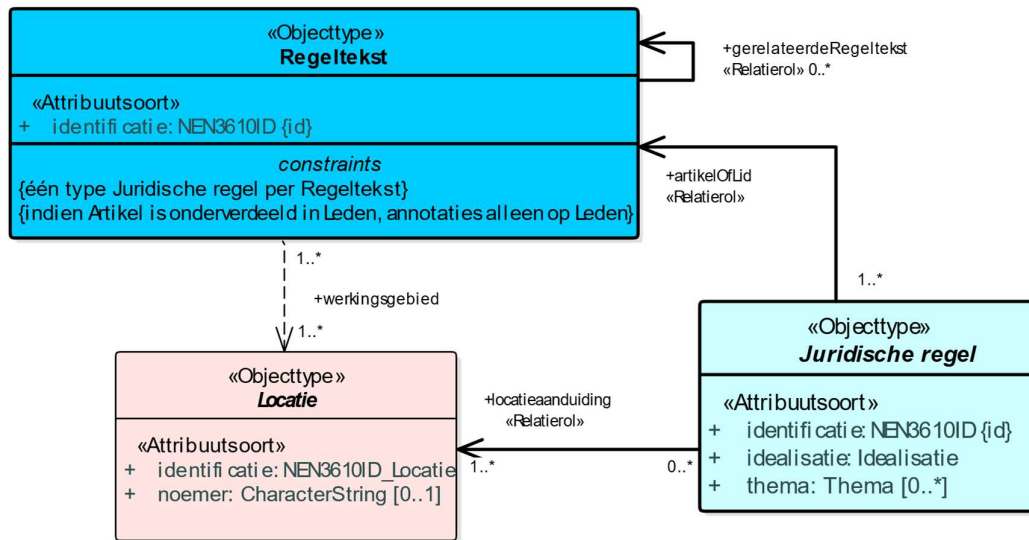 «Objecttype»
Regeltekst
«Attribuutsoort»
+ identificatie: NEN3610ID {id}
constraints
{één type Juridische regel per Regeltekst}
{indien Artikel is onderverdeeld in Leden, annotaties alleen op Leden}
+gerelateerdeRegeltekst
«Relatierol» 0..*
+artikelOfLid
«Relatierol»
1..*
1..*
+werkingsgebied
1..*
«Objecttype»
Locatie
«Attribuutsoort»
+ identificatie: NEN3610ID_Locatie
+ noemer: CharacterString [0..1]
+locatieaanduiding
«Relatierol»
1..*
0..*
«Objecttype»
Juridische regel
«Attribuutsoort»
+ identificatie: NEN3610ID {id}
+ idealisatie: Idealisatie
+ thema: Thema [0..*]